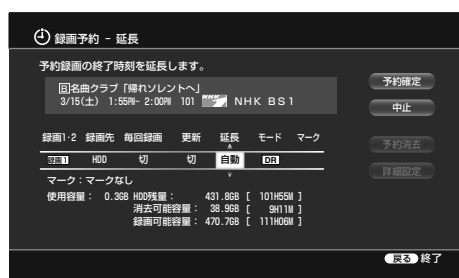 録画予約 - 延長
予約録画の終了時刻を延長します。
囸名曲クラブ「帰れソレントへ」
3/15(土) 1:55PM- 2:00PM 101 NHK NHK BS1
予約確定
中止
録画1·2 録画先 毎回録画 更新 延長 モード マーク
予約消去
録画1 HDD 切 切 自動 DR
詳細設定
マーク：マークなし
使用容量： 0.3GB HDD残量： 431.8GB [ 101H55M ]
消去可能容量： 38.9GB [ 9H11M ]
録画可能容量： 470.7GB [ 111H06M ]
戻る 終了